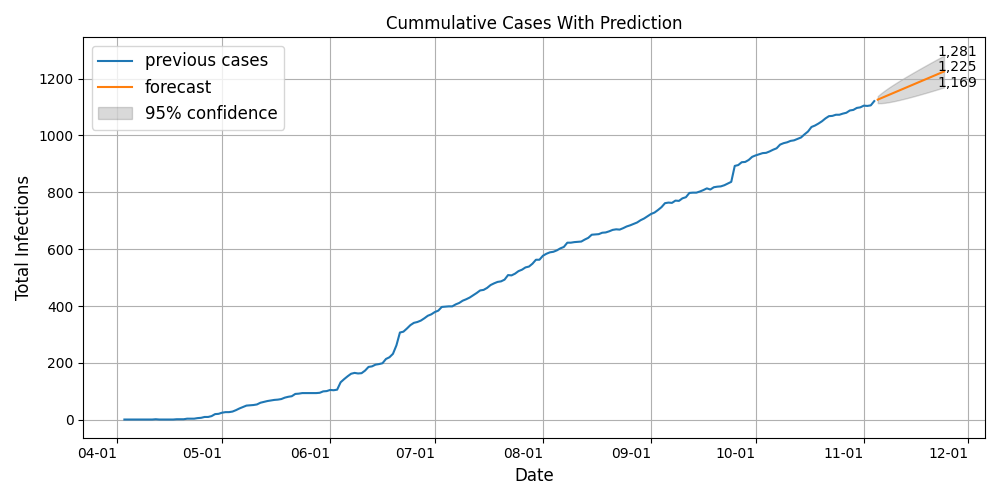 Cummulative Cases With Prediction
previous cases
forecast
95% confidence
1,281
1,225
1,169
1200
1000
800
600
400
200
0
Total Infections
04-01 05-01 06-01 07-01 08-01 09-01 10-01 11-01 12-01
Date